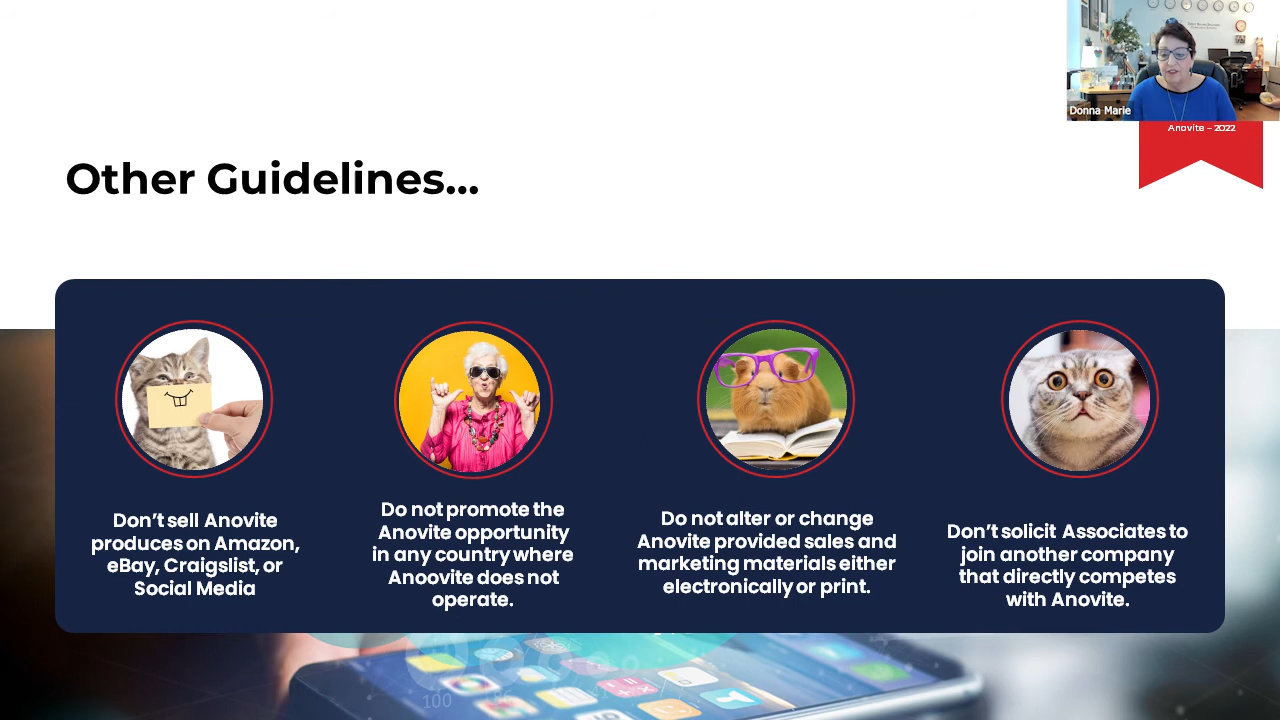 Donna Marie
Anovite – 2022
Other Guidelines...
Don't sell Anovite
produces on Amazon,
eBay, Craigslist, or
Social Media
Do not promote the
Anovite opportunity
in any country where
Anoovite does not
operate.
Do not alter or change
Anovite provided sales and
marketing materials either
electronically or print.
Don't solicit Associates to
join another company
that directly competes
with Anovite.
100